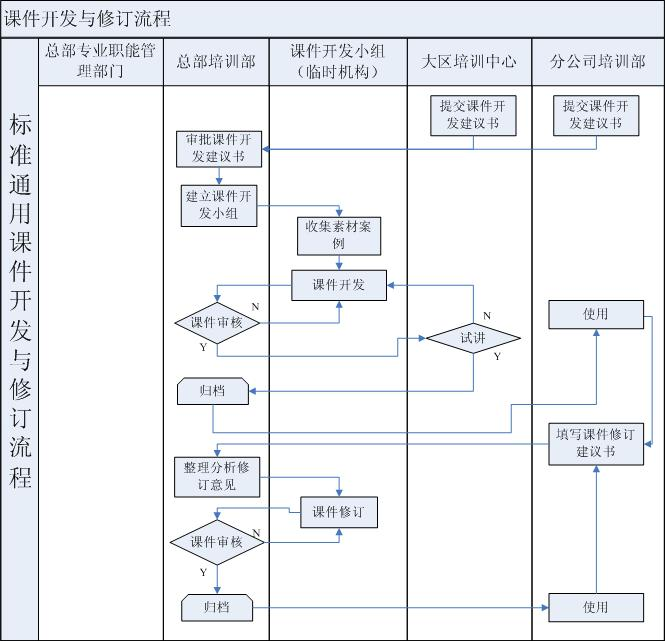 课件开发与修订流程
总部专业职能管
理部门
总部培训部
课件开发小组
（临时机构）
大区培训中心
分公司培训部
标准通用课件开发与修订流程
提交课件开
发建议书
提交课件开
发建议书
审批课件开
发建议书
建立课件开
发小组
收集素材案
例
课件开发
N
课件审核
Y
N
试讲
Y
使用
归档
填写课件修订
建议书
整理分析修
订意见
课件修订
N
课件审核
Y
归档
使用